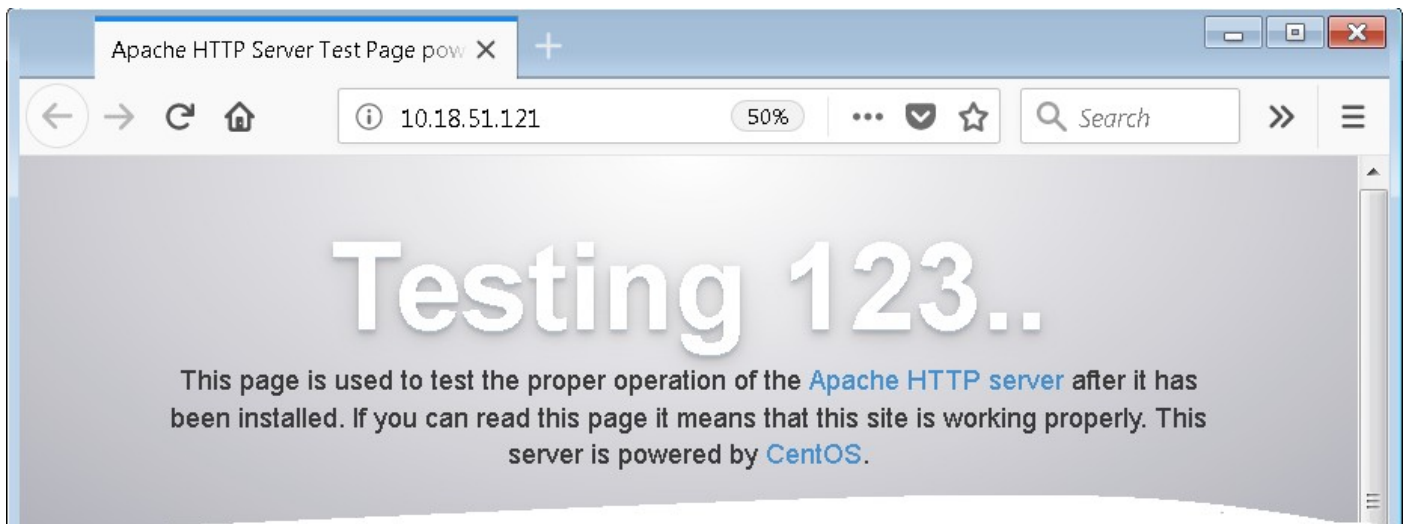 Apache HTTP Server Test Page pow
10.18.51.121
50%
Search
Testing 123..
This page is used to test the proper operation of the Apache HTTP server after it has
been installed. If you can read this page it means that this site is working properly. This
server is powered by CentOS.